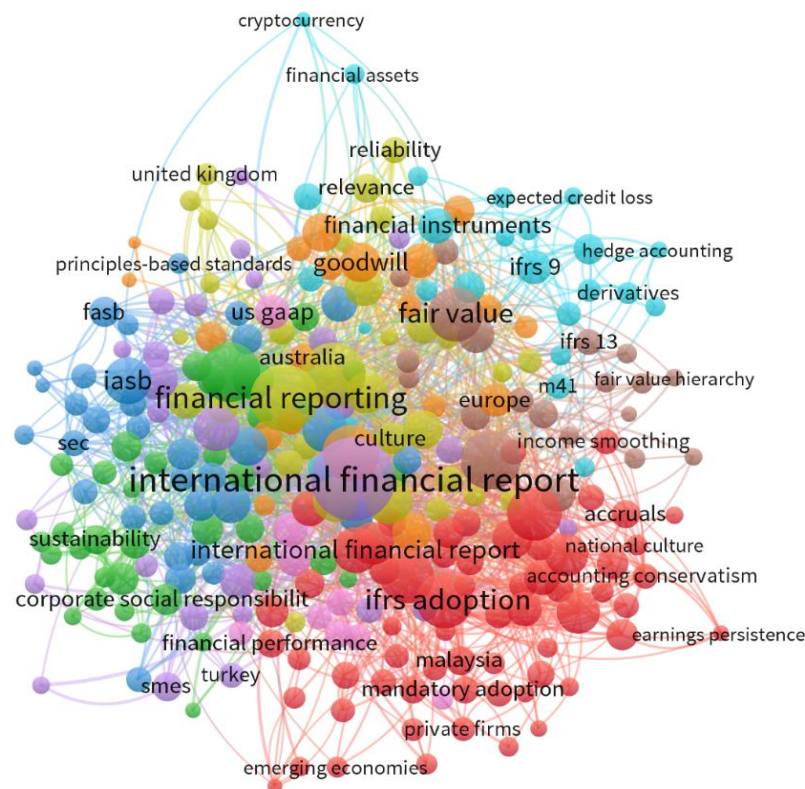 cryptocurrency
financial assets
reliability
united kingdom
relevance
expected credit loss
financial instruments
hedge accounting
principles-based standards
goodwill
ifrs 9
derivatives
fasb
us gaap
fair value
ifrs 13
australia
iasb
m41
fair value hierarchy
financial reporting
europe
sec
culture
income smoothing
international financial report
accruals
sustainability
international financial report
national culture
accounting conservatism
corporate social responsibilit
ifrs adoption
earnings persistence
financial performance
malaysia
turkey
smes
mandatory adoption
private firms
emerging economies